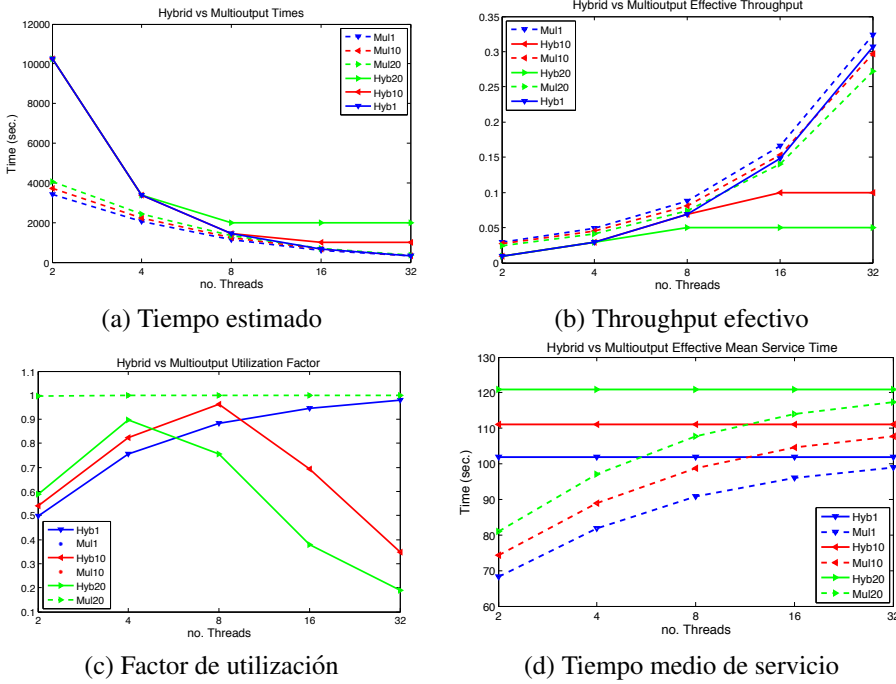 Hybrid vs Multioutput Times
12000
10000
8000
6000
4000
2000
0
Time (sec.)
2
4
8
16
32
no. Threads
Mul1
Mul10
Mul20
Hyb20
Hyb10
Hyb1
(a) Tiempo estimado
Hybrid vs Multioutput Effective Throughput
0.35
0.3
0.25
0.2
0.15
0.1
0.05
0
2
4
8
16
32
no. Threads
Mul1
Hyb10
Mul10
Hyb20
Mul20
Hyb1
(b) Throughput efectivo
Hybrid vs Multioutput Utilization Factor
1.1
1
0.9
0.8
0.7
0.6
0.5
0.4
0.3
0.2
0.1
2
4
8
16
32
no. Threads
Hyb1
Mul1
Hyb10
Mul10
Hyb20
Mul20
(c) Factor de utilización
Hybrid vs Multioutput Effective Mean Service Time
130
120
110
100
90
80
70
60
Time (sec.)
2
4
8
16
32
no. Threads
Hyb1
Mul1
Hyb10
Mul10
Hyb20
Mul20
(d) Tiempo medio de servicio